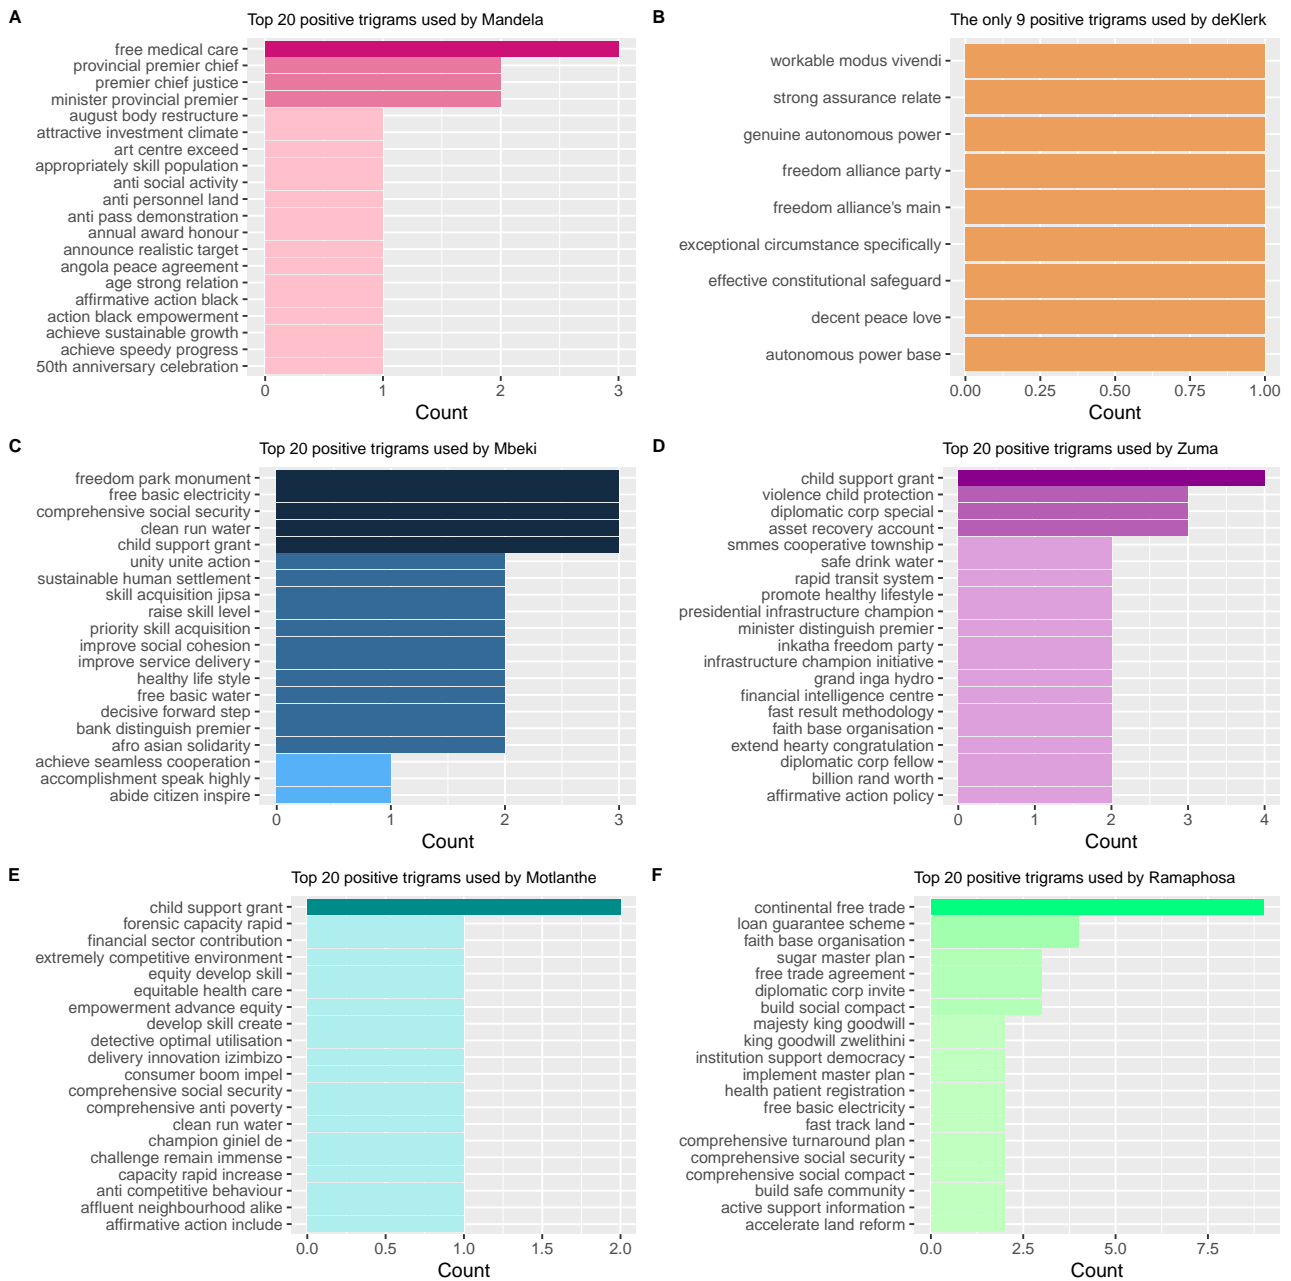 A
Top 20 positive trigrams used by Mandela
free medical care
provincial premier chief
premier chief justice
minister provincial premier
august body restructure
attractive investment climate
art centre exceed
appropriately skill population
anti social activity
anti personnel land
anti pass demonstration
annual award honour
announce realistic target
angola peace agreement
age strong relation
affirmative action black
action black empowerment
achieve sustainable growth
achieve speedy progress
50th anniversary celebration
0 1 2 3
Count
B
The only 9 positive trigrams used by deKlerk
workable modus vivendi
strong assurance relate
genuine autonomous power
freedom alliance party
freedom alliance's main
exceptional circumstance specifically
effective constitutional safeguard
decent peace love
autonomous power base
0.00 0.25 0.50 0.75 1.00
Count
C
Top 20 positive trigrams used by Mbeki
freedom park monument
free basic electricity
comprehensive social security
clean run water
child support grant
unity unite action
sustainable human settlement
skill acquisition jipsa
raise skill level
priority skill acquisition
improve social cohesion
improve service delivery
healthy life style
free basic water
decisive forward step
bank distinguish premier
afro asian solidarity
achieve seamless cooperation
accomplishment speak highly
abide citizen inspire
0 1 2 3
Count
D
Top 20 positive trigrams used by Zuma
child support grant
violence child protection
diplomatic corp special
asset recovery account
smmes cooperative township
safe drink water
rapid transit system
promote healthy lifestyle
presidential infrastructure champion
minister distinguish premier
inkatha freedom party
infrastructure champion initiative
grand inga hydro
financial intelligence centre
fast result methodology
faith base organisation
extend hearty congratulation
diplomatic corp fellow
billion rand worth
affirmative action policy
0 1 2 3 4
Count
E
Top 20 positive trigrams used by Motlanthe
child support grant
forensic capacity rapid
financial sector contribution
extremely competitive environment
equity develop skill
equitable health care
empowerment advance equity
develop skill create
detective optimal utilisation
delivery innovation izimbizo
consumer boom impel
comprehensive social security
comprehensive anti poverty
clean run water
champion giniel de
challenge remain immense
capacity rapid increase
anti competitive behaviour
affluent neighbourhood alike
affirmative action include
0.0 0.5 1.0 1.5 2.0
Count
F
Top 20 positive trigrams used by Ramaphosa
continental free trade
loan guarantee scheme
faith base organisation
sugar master plan
free trade agreement
diplomatic corp invite
build social compact
majesty king goodwill
king goodwill zwelithini
institution support democracy
implement master plan
health patient registration
free basic electricity
fast track land
comprehensive turnaround plan
comprehensive social security
comprehensive social compact
build safe community
active support information
accelerate land reform
0.0 2.5 5.0 7.5
Count